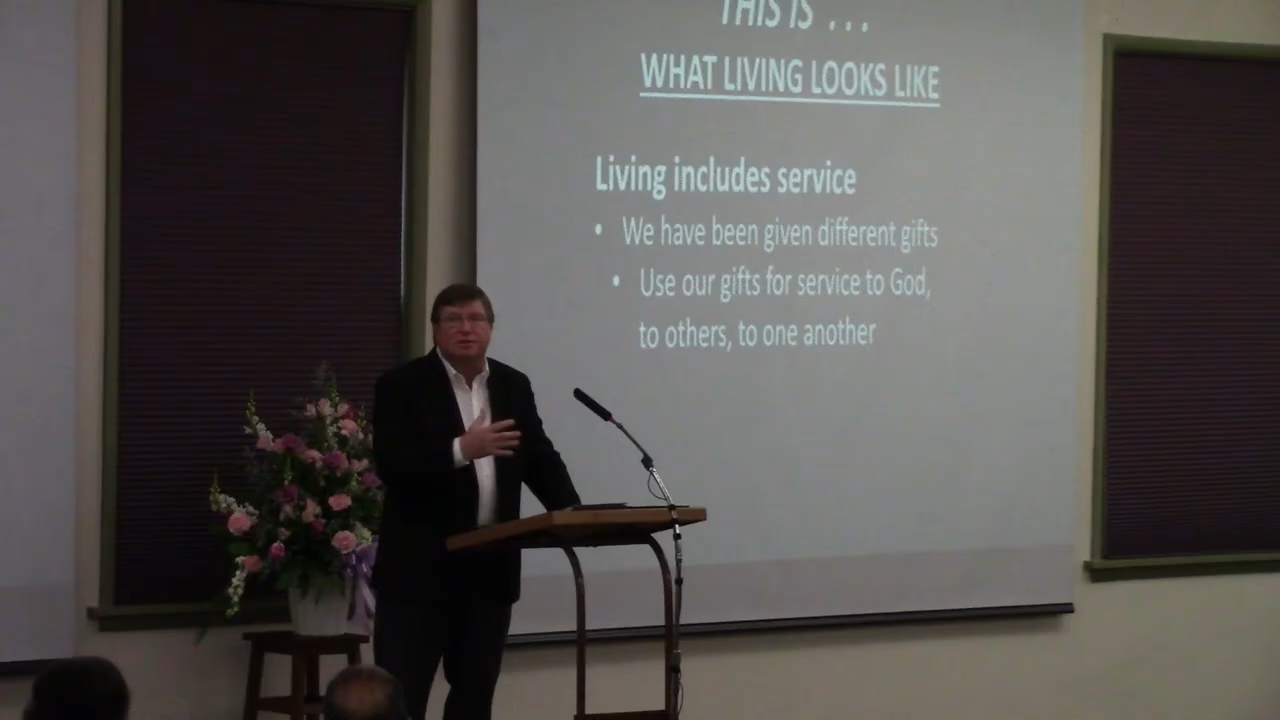 THIS IS . . .
WHAT LIVING LOOKS LIKE
Living includes service
• We have been given different gifts
• Use our gifts for service to God,
to others, to one another